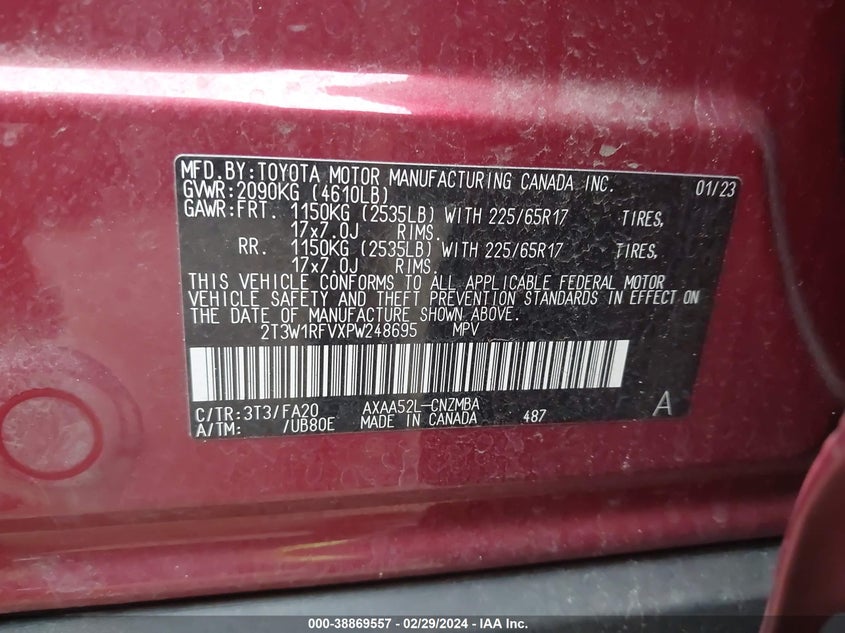 MFD.BY:TOYOTA MOTOR MANUFACTURING CANADA INC. 01/23
GVWR:2090KG (4610LB)
GAWR:FRT. 1150KG (2535LB) WITH 225/65R17 TIRES,
17x7.0J RIMS.
RR. 1150KG (2535LB) WITH 225/65R17 TIRES,
17x7.0J RIMS.
THIS VEHICLE CONFORMS TO ALL APPLICABLE FEDERAL MOTOR
VEHICLE SAFETY AND THEFT PREVENTION STANDARDS IN EFFECT ON
THE DATE OF MANUFACTURE SHOWN ABOVE.
2T3W1RFVXPW248695 MPV
C/TR:3T3/FA20 AXAA52L-CNZMBA A
A/TM: /UB80E MADE IN CANADA 487
000-38869557 - 02/29/2024 - IAA Inc.